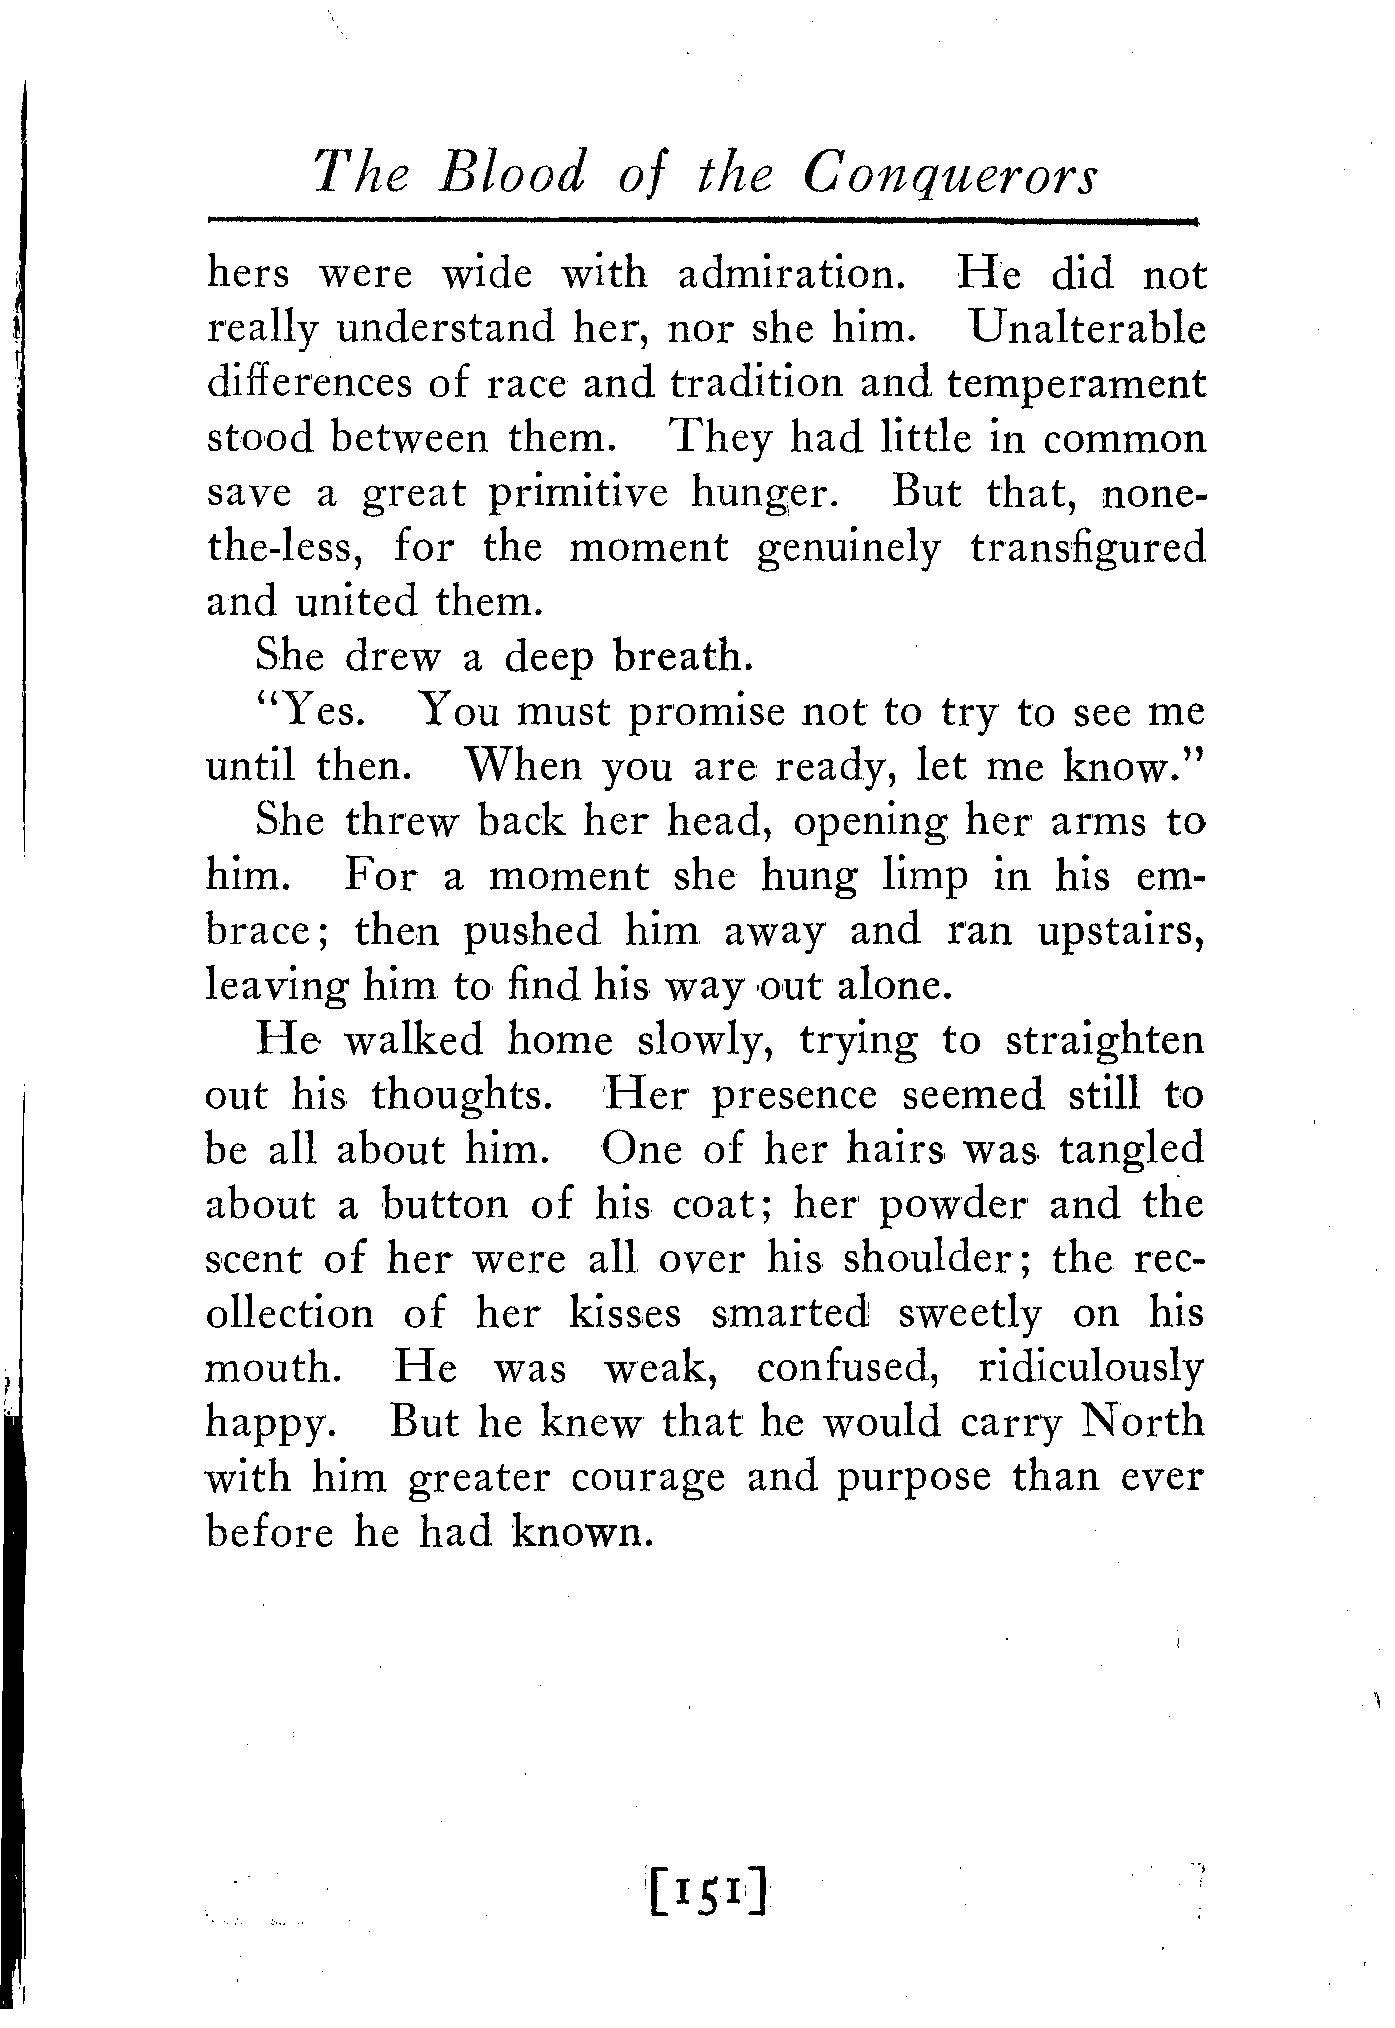 The Blood of the Conquerors
hers were wide with admiration. He did not
really understand her, nor she him. Unalterable
differences of race and tradition and temperament
stood between them. They had little in common
save a great primitive hunger. But that, none-
the-less, for the moment genuinely transfigured
and united them.
She drew a deep breath.
"Yes. You must promise not to try to see me
until then. When you are ready, let me know."
She threw back her head, opening her arms to
him. For a moment she hung limp in his em-
brace; then pushed him away and ran upstairs,
leaving him to find his way out alone.
He walked home slowly, trying to straighten
out his thoughts. Her presence seemed still to
be all about him. One of her hairs was tangled
about a button of his coat; her powder and the
scent of her were all over his shoulder; the rec-
ollection of her kisses smarted sweetly on his
mouth. He was weak, confused, ridiculously
happy. But he knew that he would carry North
with him greater courage and purpose than ever
before he had known.
[151]